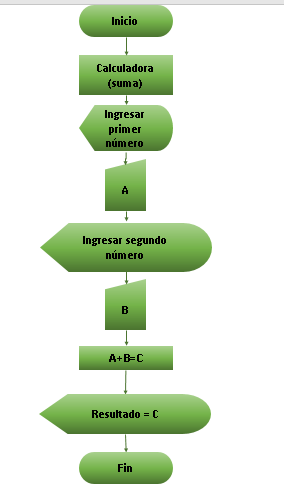 Inicio
Calculadora
(suma)
Ingresar
primer
número
A
Ingresar segundo
número
B
A+B=C
Resultado = C
Fin